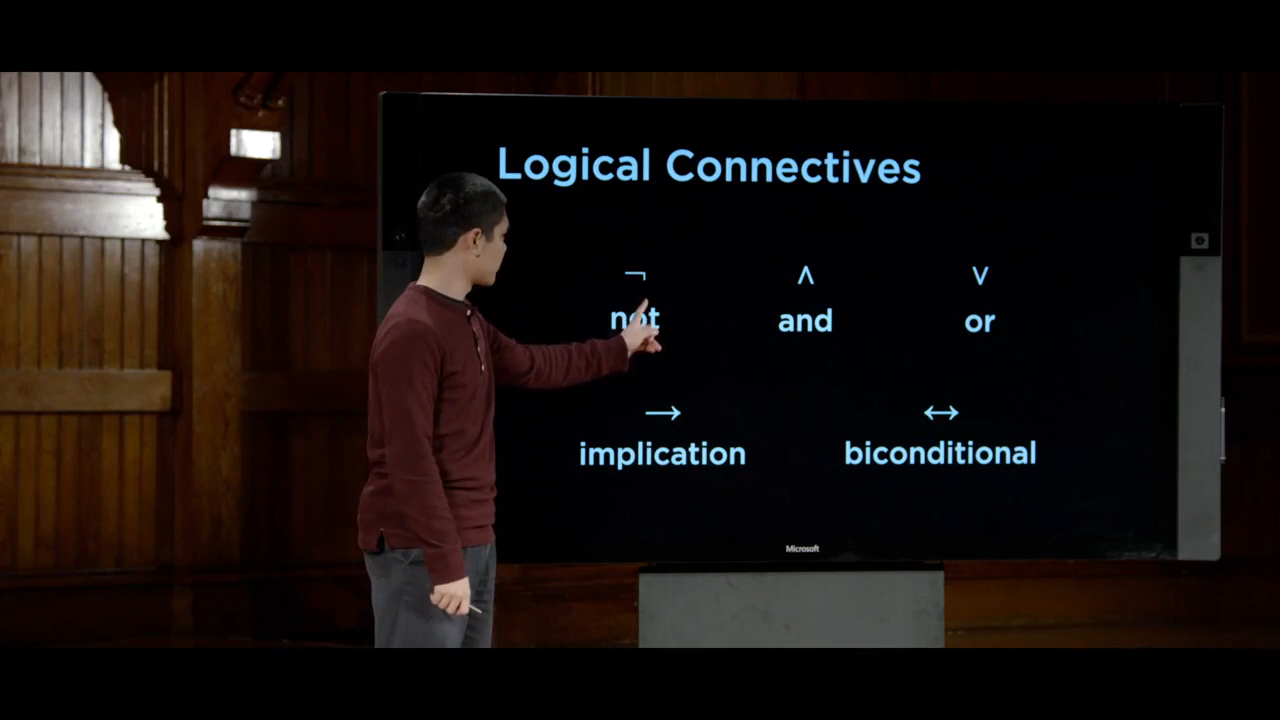 Logical Connectives
¬ ∧ ∨
not and or
→ ↔
implication biconditional
Microsoft